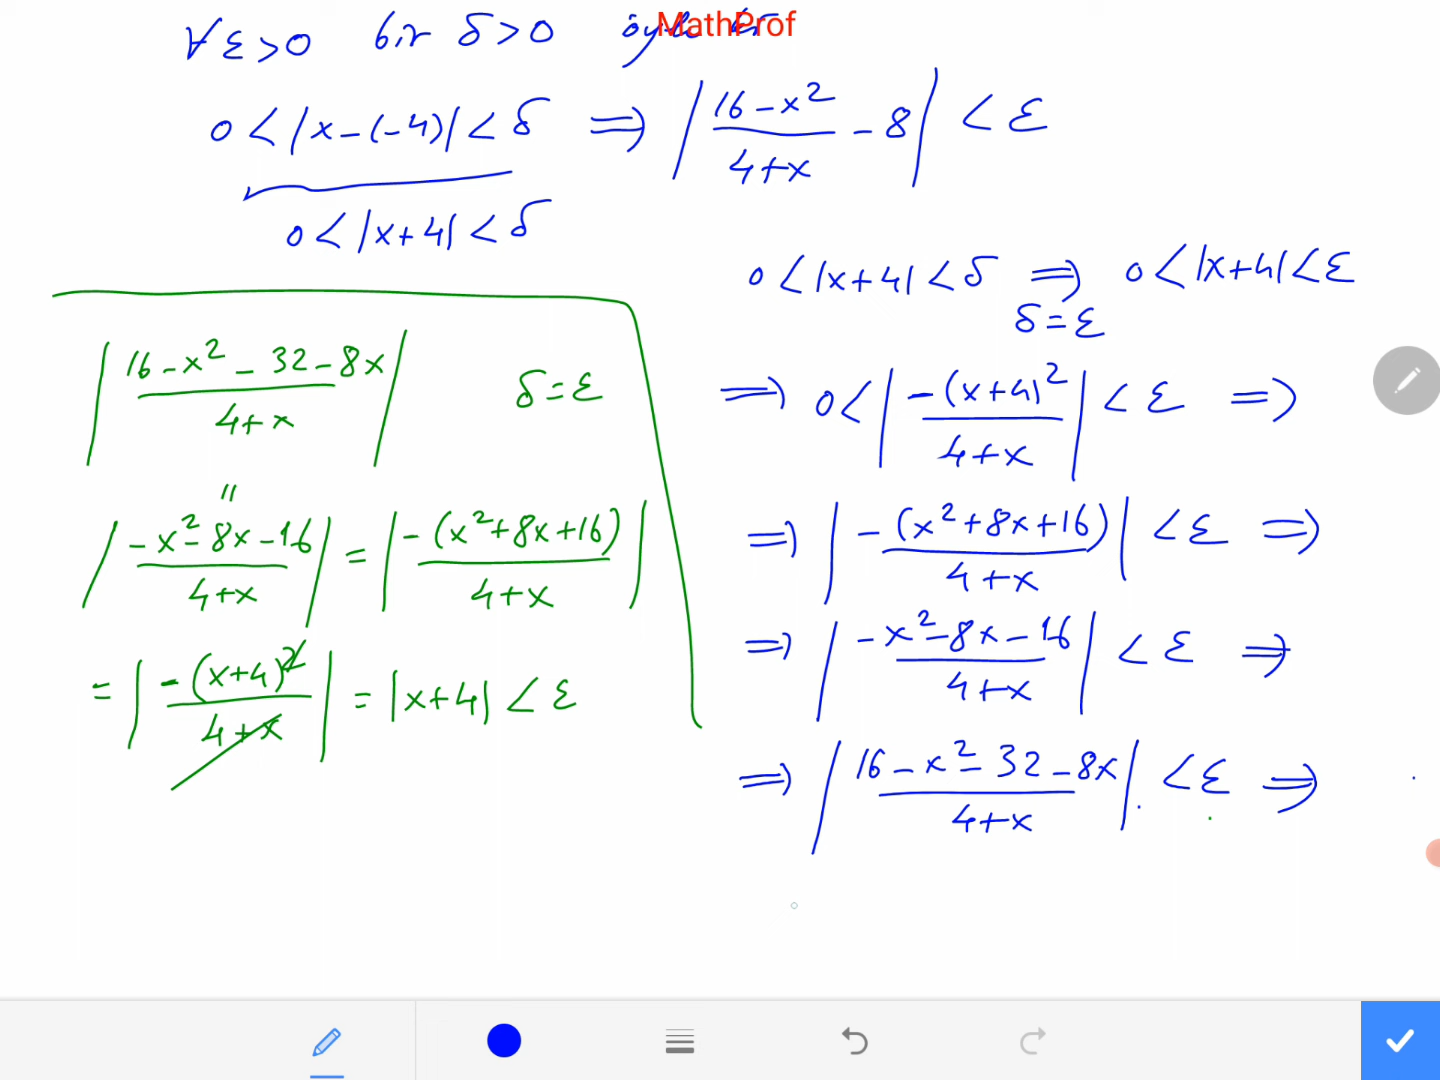 ∀ε>0 bir δ>0
MathProf
0<|x-(-4)|<δ ⇒ |(16-x²)/(4+x) - 8| < ε
0<|x+4|<δ
0<|x+4|<δ ⇒ 0<|x+4|<ε
δ=ε
|(16-x²-32-8x)/(4+x)| δ=ε
=
|(-x²-8x-16)/(4+x)| = |(-(x²+8x+16))/(4+x)|
= |(-(x+4)²)/(4+x)| = |x+4| < ε
⇒ 0<|(-(x+4)²)/(4+x)| < ε ⇒
⇒ |(-(x²+8x+16))/(4+x)| < ε ⇒
⇒ |(-x²-8x-16)/(4+x)| < ε ⇒
⇒ |(16-x²-32-8x)/(4+x)| < ε ⇒